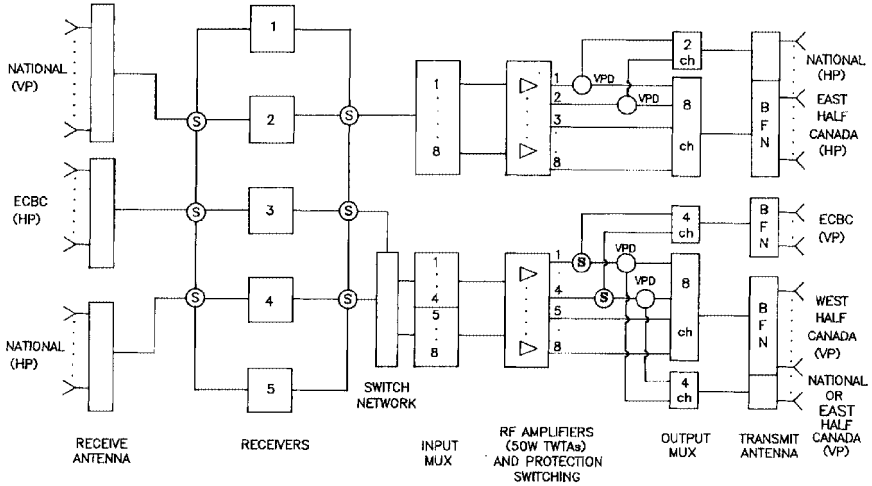 NATIONAL
(VP)
ECBC
(HP)
NATIONAL
(HP)
RECEIVE
ANTENNA
S
S
S
1
2
3
4
5
RECEIVERS
S
S
S
SWITCH
NETWORK
1
8
1
4
5
8
INPUT
MUX
1
2
3
8
1
4
5
8
RF AMPLIFIERS
(50W TWTAs)
AND PROTECTION
SWITCHING
VPD
VPD
S
S
VPD
VPD
2
ch
8
ch
4
ch
8
ch
4
ch
OUTPUT
MUX
B
F
N
B
F
N
B
F
N
TRANSMIT
ANTENNA
NATIONAL
(HP)
EAST
HALF
CANADA
(HP)
ECBC
(VP)
WEST
HALF
CANADA
(VP)
NATIONAL
OR
EAST
HALF
CANADA
(VP)